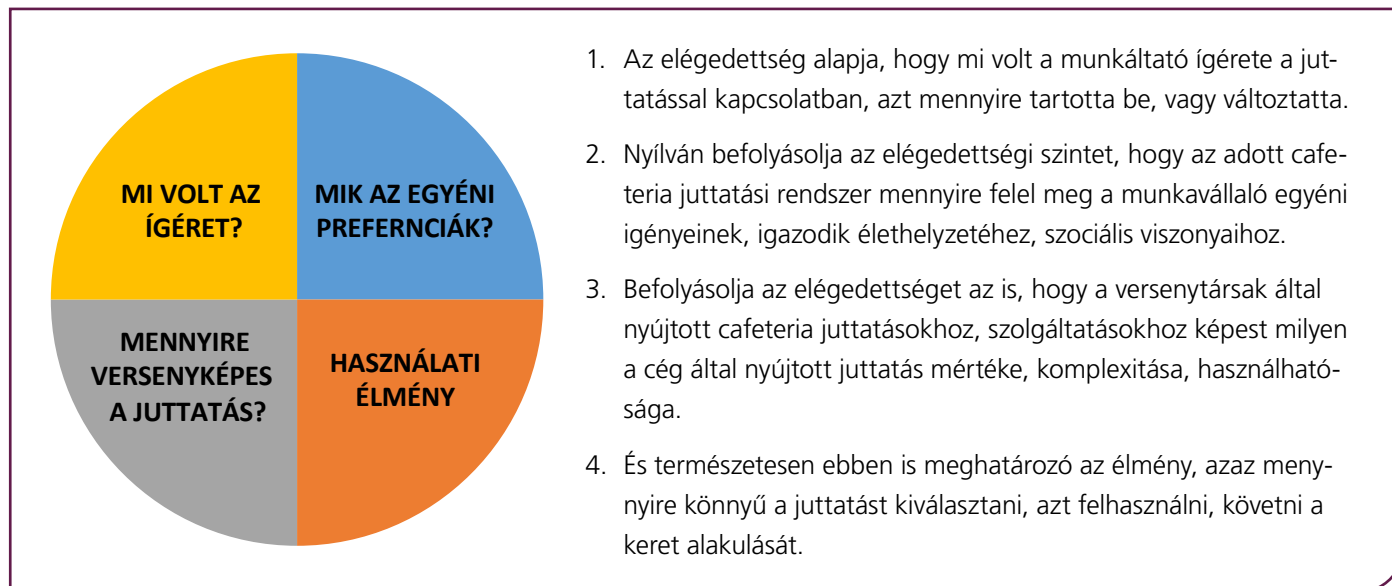 MI VOLT AZ
ÍGÉRET?
MIK AZ EGYÉNI
PREFERNCIÁK?
MENNYIRE
VERSENYKÉPES
A JUTTATÁS?
HASZNÁLATI
ÉLMÉNY
1. Az elégedettség alapja, hogy mi volt a munkáltató ígérete a jut-
tatással kapcsolatban, azt mennyire tartotta be, vagy változtatta.
2. Nyílván befolyásolja az elégedettségi szintet, hogy az adott cafe-
teria juttatási rendszer mennyire felel meg a munkavállaló egyéni
igényeinek, igazodik élethelyzetéhez, szociális viszonyaihoz.
3. Befolyásolja az elégedettséget az is, hogy a versenytársak által
nyújtott cafeteria juttatásokhoz, szolgáltatásokhoz képest milyen
a cég által nyújtott juttatás mértéke, komplexitása, használható-
sága.
4. És természetesen ebben is meghatározó az élmény, azaz meny-
nyire könnyű a juttatást kiválasztani, azt felhasználni, követni a
keret alakulását.